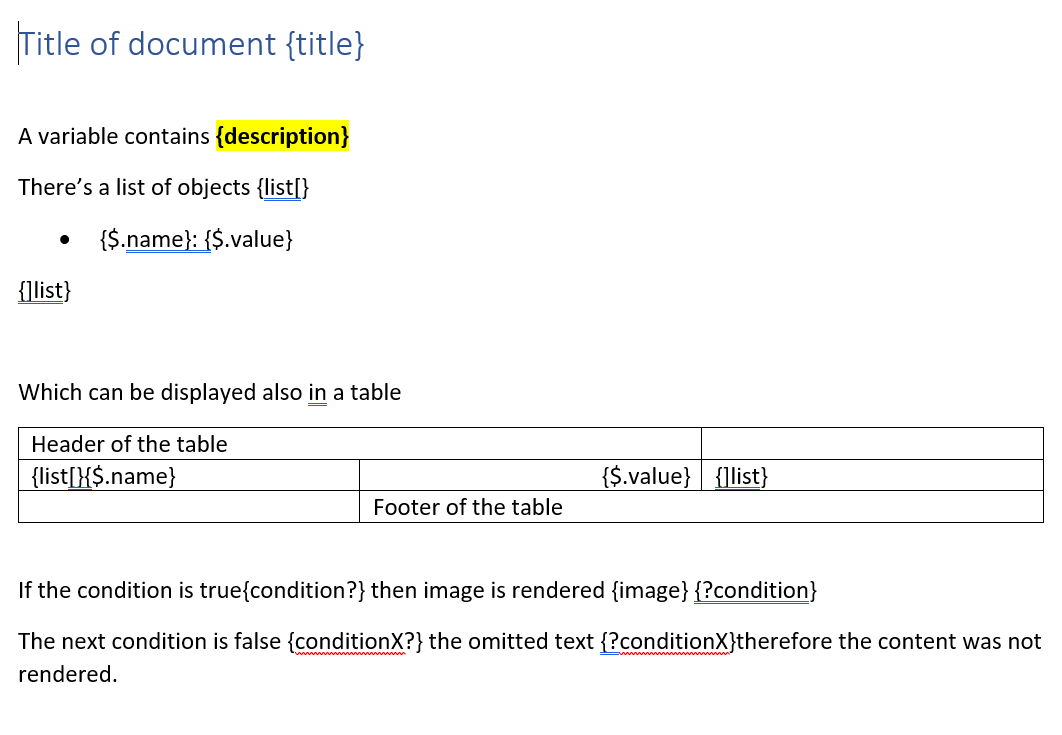 Title of document {title}
A variable contains {description}
There’s a list of objects {list[}
• {$.name}: {$.value}
{]list}
Which can be displayed also in a table
Header of the table
{list[}{$.name} {$.value} {]list}
Footer of the table
If the condition is true{condition?} then image is rendered {image} {?condition}
The next condition is false {conditionX?} the omitted text {?conditionX}therefore the content was not
rendered.